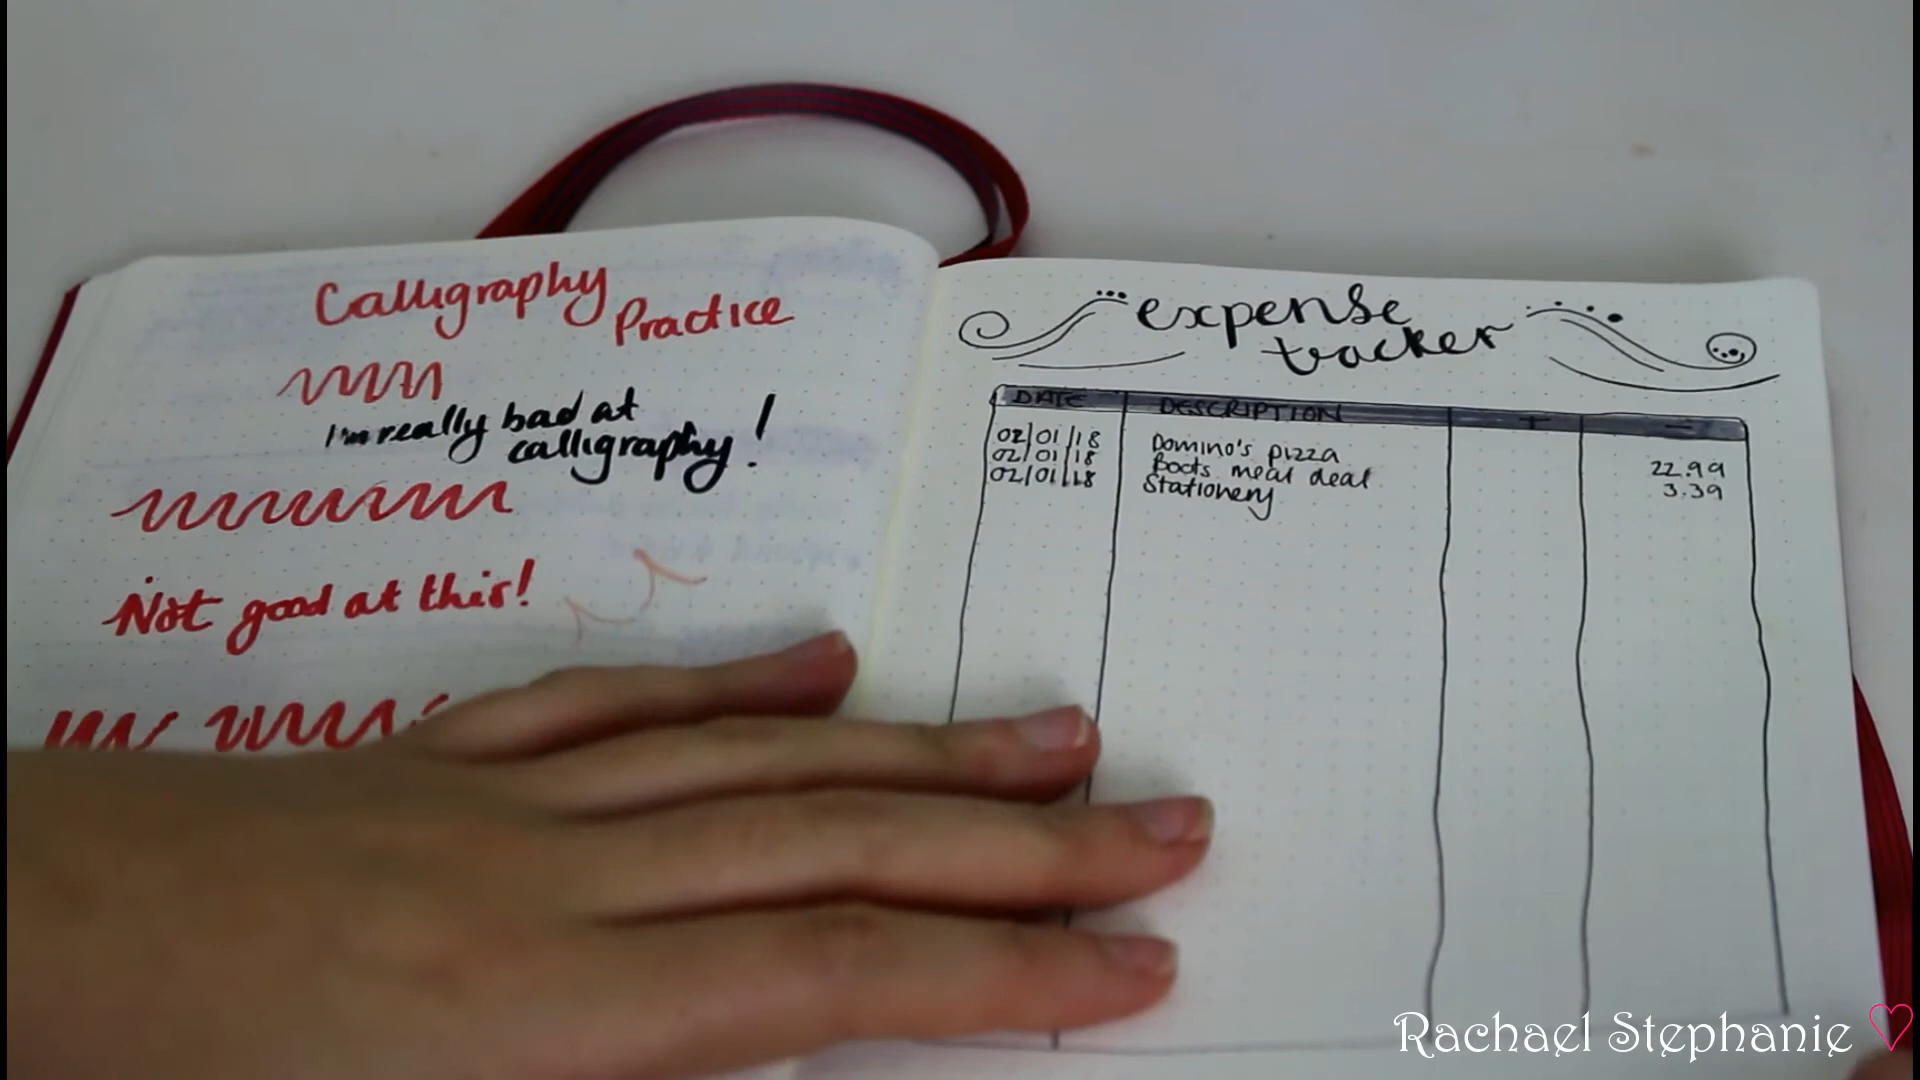 Calligraphy
Practice
I'm really bad at
calligraphy!
Not good at this!
expense
tracker
DATE DESCRIPTION + -
02/01/18 Domino's pizza 22.99
02/01/18 Boots meal deal 3.39
02/01/18 Stationery
Rachael Stephanie ♡